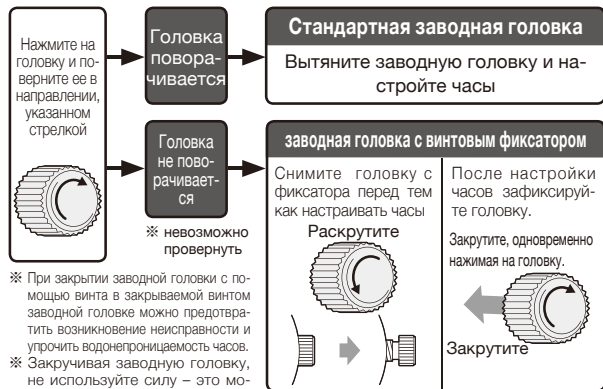 Нажмите на
головку и по-
верните ее в
направлении,
указанном
стрелкой
Головка
повора-
чивается
Стандартная заводная головка
Вытяните заводную головку и на-
стройте часы
Головка
не пово-
рачивает-
ся
※ невозможно
провернуть
заводная головка с винтовым фиксатором
Снимите головку с
фиксатора перед тем
как настраивать часы
Раскрутите
После настройки
часов зафиксируй-
те головку.
Закрутите, одновременно
нажимая на головку.
Закрутите
※ При закрытии заводной головки с по-
мощью винта в закрываемой винтом
заводной головке можно предотвра-
тить возникновение неисправности и
упрочить водонепроницаемость часов.
※ Закручивая заводную головку,
не используйте силу – это мо-